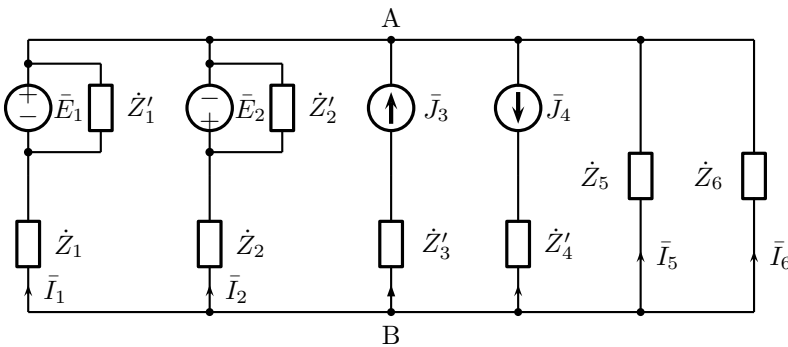 A
+
−
Ē₁
Ż′₁
−
+
Ē₂
Ż′₂
J̄₃
J̄₄
Ż₅
Ż₆
Ż₁
Ż₂
Ż′₃
Ż′₄
Ī₁
Ī₂
Ī₅
Ī₆
B